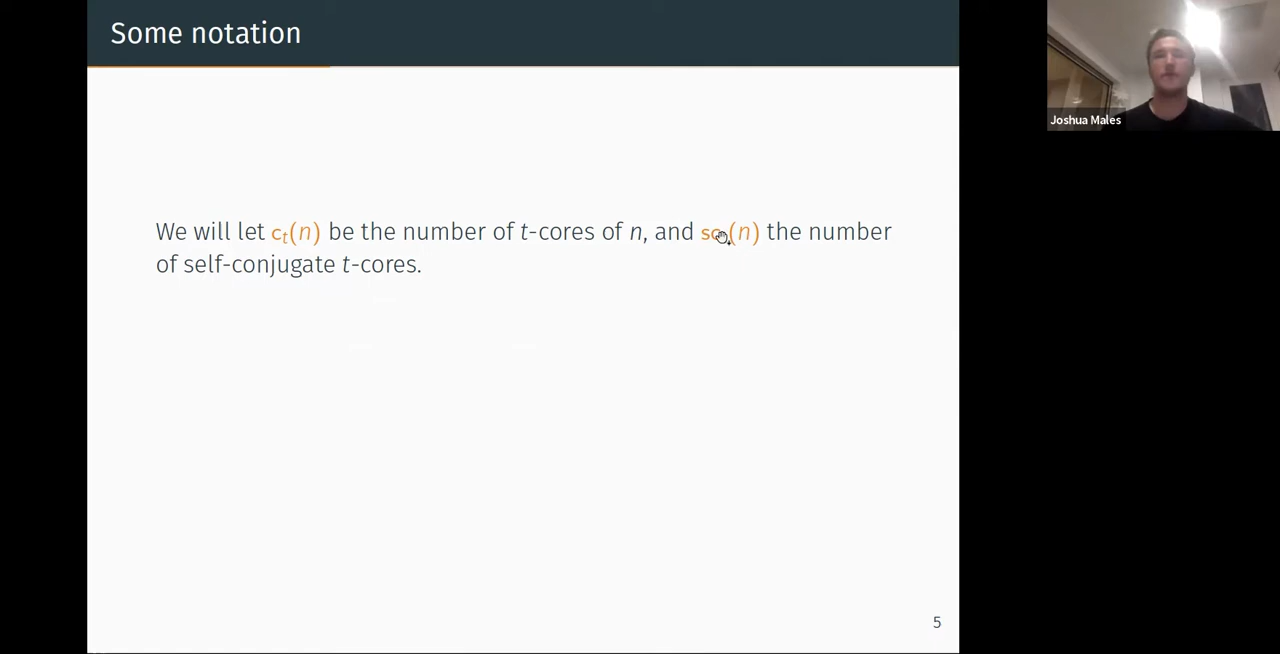 Some notation
Joshua Males
We will let c_t(n) be the number of t-cores of n, and sc(n) the number
of self-conjugate t-cores.
5